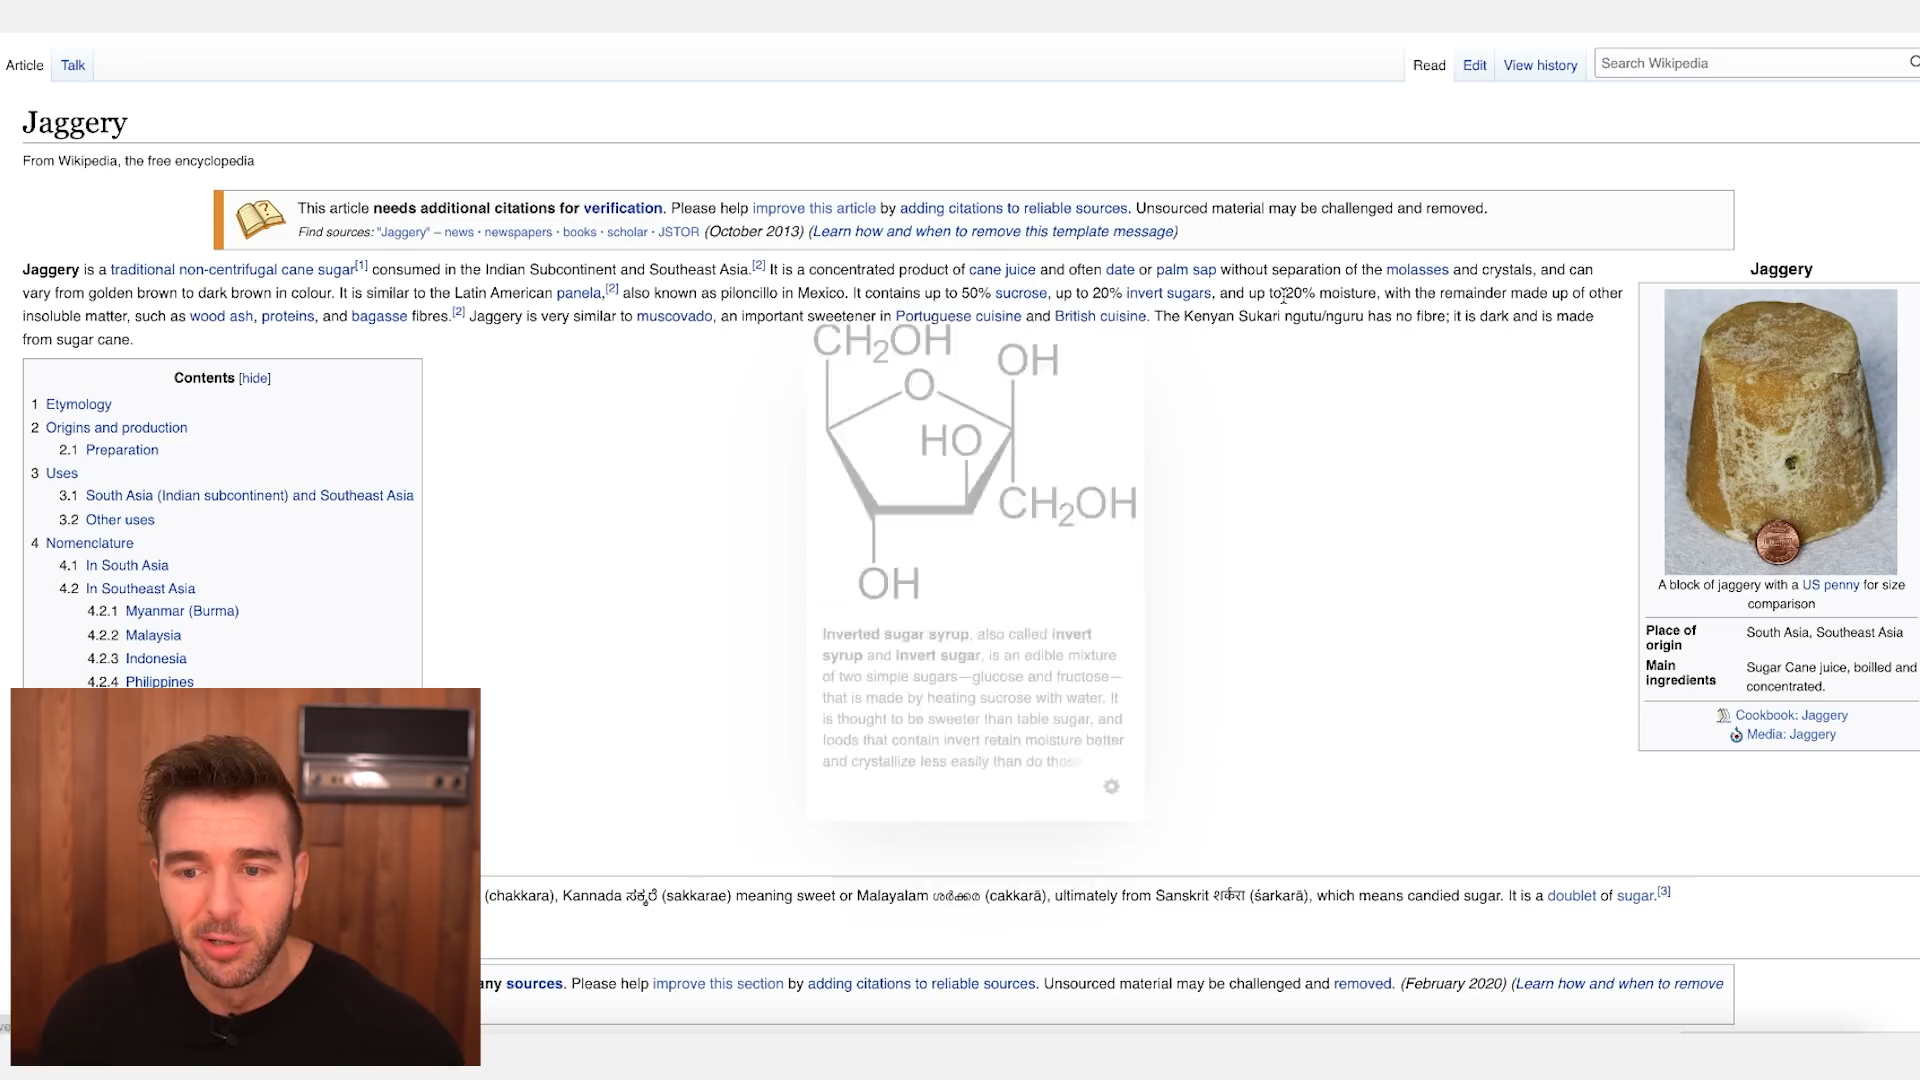 Article
Talk
Read
Edit
View history
Search Wikipedia
Jaggery
From Wikipedia, the free encyclopedia
This article needs additional citations for verification. Please help improve this article by adding citations to reliable sources. Unsourced material may be challenged and removed.
Find sources: "Jaggery" – news · newspapers · books · scholar · JSTOR (October 2013) (Learn how and when to remove this template message)
Jaggery is a traditional non-centrifugal cane sugar[1] consumed in the Indian Subcontinent and Southeast Asia.[2] It is a concentrated product of cane juice and often date or palm sap without separation of the molasses and crystals, and can
vary from golden brown to dark brown in colour. It is similar to the Latin American panela,[2] also known as piloncillo in Mexico. It contains up to 50% sucrose, up to 20% invert sugars, and up to 20% moisture, with the remainder made up of other
insoluble matter, such as wood ash, proteins, and bagasse fibres.[2] Jaggery is very similar to muscovado, an important sweetener in Portuguese cuisine and British cuisine. The Kenyan Sukari ngutu/nguru has no fibre; it is dark and is made
from sugar cane.
Contents [hide]
1 Etymology
2 Origins and production
2.1 Preparation
3 Uses
3.1 South Asia (Indian subcontinent) and Southeast Asia
3.2 Other uses
4 Nomenclature
4.1 In South Asia
4.2 In Southeast Asia
4.2.1 Myanmar (Burma)
4.2.2 Malaysia
4.2.3 Indonesia
4.2.4 Philippines
CH2OH
OH
O
HO
CH2OH
OH
Inverted sugar syrup, also called invert
syrup and invert sugar, is an edible mixture
of two simple sugars—glucose and fructose—
that is made by heating sucrose with water. It
is thought to be sweeter than table sugar, and
foods that contain invert retain moisture better
and crystallize less easily than do those
Jaggery
A block of jaggery with a US penny for size
comparison
Place of
origin
South Asia, Southeast Asia
Main
ingredients
Sugar Cane juice, boilled and
concentrated.
Cookbook: Jaggery
Media: Jaggery
(chakkara), Kannada ಸಕ್ಕರೆ (sakkarae) meaning sweet or Malayalam ശർക്കര (cakkarā), ultimately from Sanskrit शर्करा (śarkarā), which means candied sugar. It is a doublet of sugar.[3]
any sources. Please help improve this section by adding citations to reliable sources. Unsourced material may be challenged and removed. (February 2020) (Learn how and when to remove